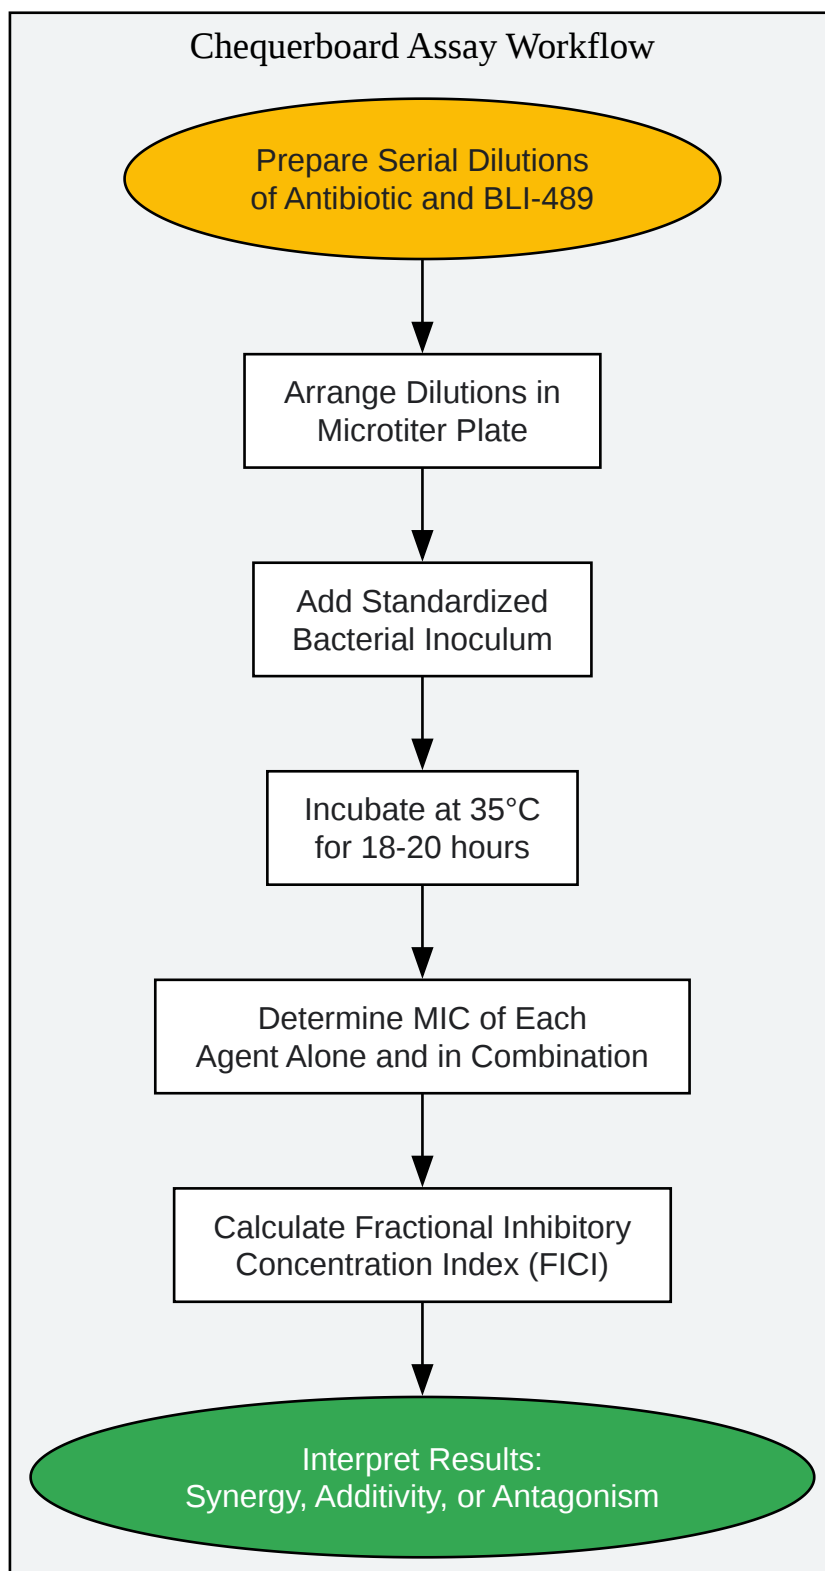 Chequerboard Assay Workflow
Prepare Serial Dilutions
of Antibiotic and BLI-489
Arrange Dilutions in
Microtiter Plate
Add Standardized
Bacterial Inoculum
Incubate at 35°C
for 18-20 hours
Determine MIC of Each
Agent Alone and in Combination
Calculate Fractional Inhibitory
Concentration Index (FICI)
Interpret Results:
Synergy, Additivity, or Antagonism